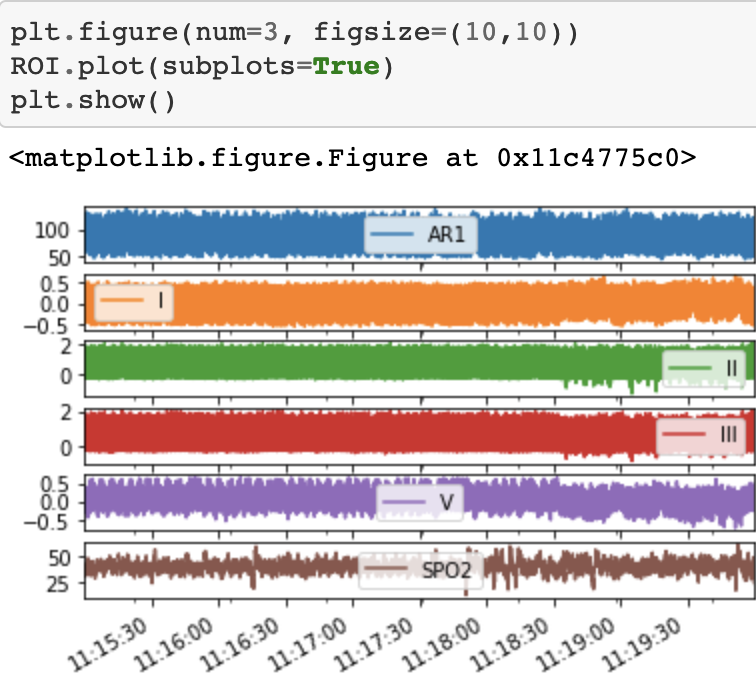 plt.figure(num=3, figsize=(10,10))
ROI.plot(subplots=True)
plt.show()
<matplotlib.figure.Figure at 0x11c4775c0>
100
50
AR1
0.5
0.0
−0.5
I
2
0
II
2
0
III
0.5
0.0
−0.5
V
50
25
SPO2
11:15:30
11:16:00
11:16:30
11:17:00
11:17:30
11:18:00
11:18:30
11:19:00
11:19:30